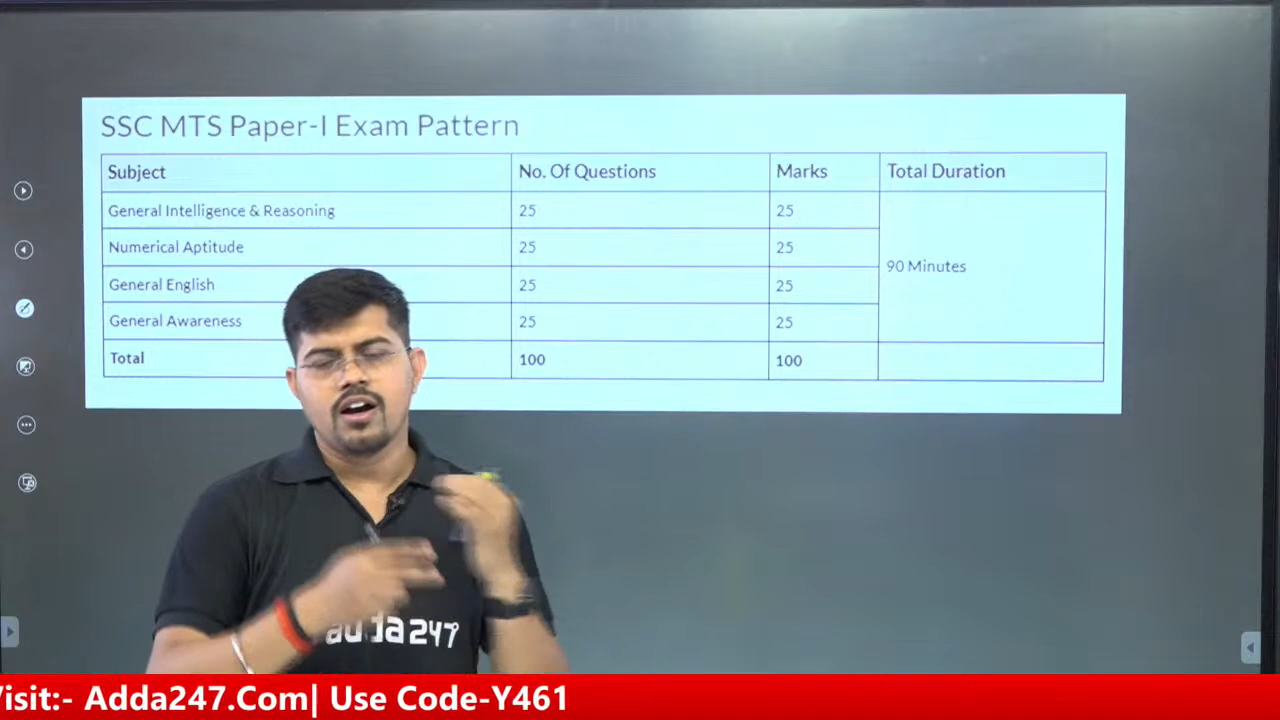 SSC MTS Paper-I Exam Pattern
Subject No. Of Questions Marks Total Duration
General Intelligence & Reasoning 25 25
Numerical Aptitude 25 25
90 Minutes
General English 25 25
General Awareness 25 25
Total 100 100
adda247
Visit:- Adda247.Com| Use Code-Y461